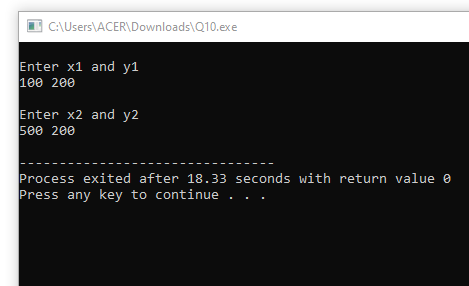 C:\Users\ACER\Downloads\Q10.exe
Enter x1 and y1
100 200
Enter x2 and y2
500 200
--------------------------------
Process exited after 18.33 seconds with return value 0
Press any key to continue . . .